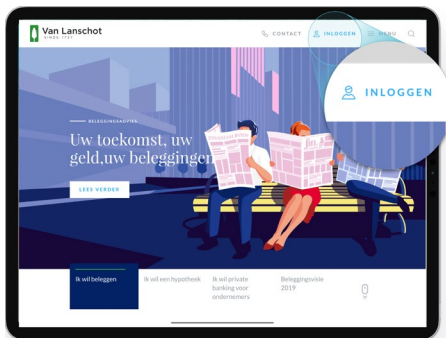 Van Lanschot
SINDS 1737
CONTACT
INLOGGEN
MENU
INLOGGEN
BELEGGINGSADVIES
Uw toekomst, uw
geld,uw beleggingen
LEES VERDER
Ik wil beleggen
Ik wil een hypotheek
Ik wil private
banking voor
ondernemers
Beleggingsvisie
2019